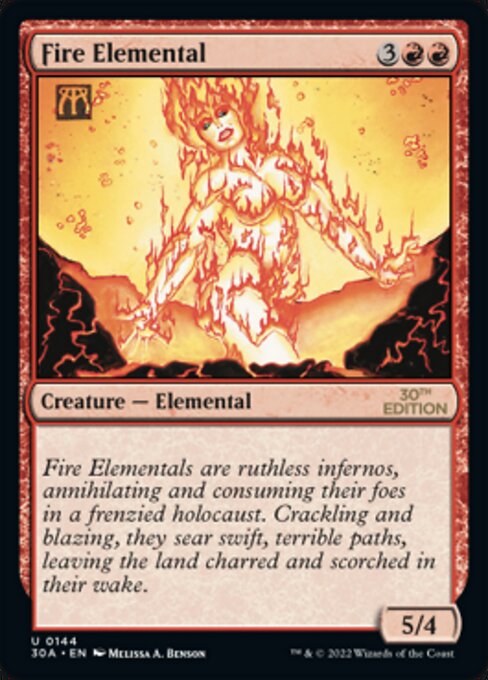 Fire Elemental
3
30TH
EDITION
Creature — Elemental
Fire Elementals are ruthless infernos,
annihilating and consuming their foes
in a frenzied holocaust. Crackling and
blazing, they sear swift, terrible paths,
leaving the land charred and scorched in
their wake.
5/4
U 0144
30A • EN Melissa A. Benson
™ & © 2022 Wizards of the Coast